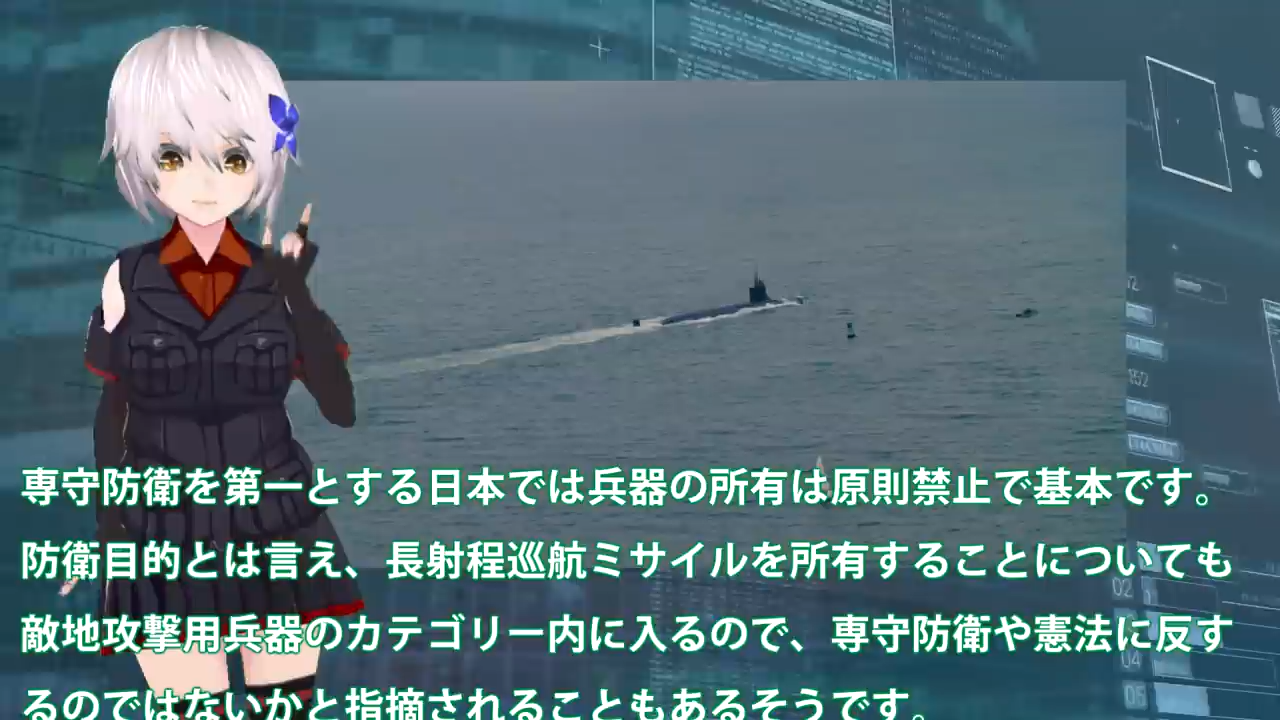 専守防衛を第一とする日本では兵器の所有は原則禁止で基本です。
防衛目的とは言え、長射程巡航ミサイルを所有することについても
敵地攻撃用兵器のカテゴリー内に入るので、専守防衛や憲法に反す
るのではないかと指摘されることもあるそうです。
152
02
04
05